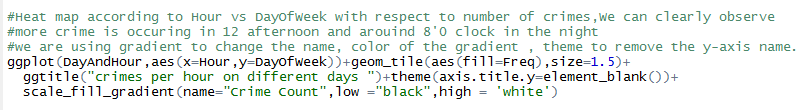 #Heat map according to Hour vs DayOfWeek with respect to number of crimes,We can clearly observe
#more crime is occuring in 12 afternoon and arouind 8'0 clock in the night
#we are using gradient to change the name, color of the gradient , theme to remove the y-axis name.
ggplot(DayAndHour,aes(x=Hour,y=DayOfWeek))+geom_tile(aes(fill=Freq),size=1.5)+
  ggtitle("crimes per hour on different days ")+theme(axis.title.y=element_blank())+
  scale_fill_gradient(name="Crime Count",low ="black",high = 'white')